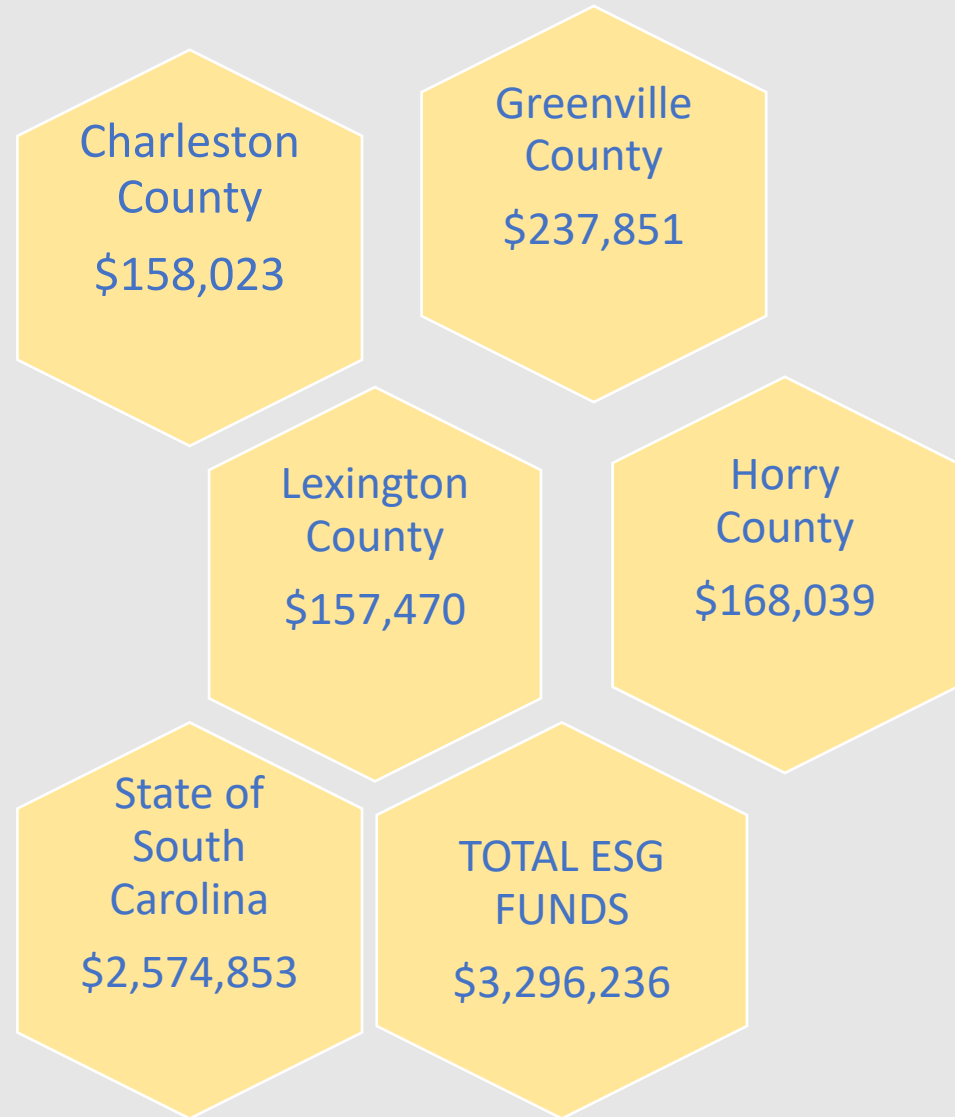 Charleston
County
$158,023
Greenville
County
$237,851
Lexington
County
$157,470
Horry
County
$168,039
State of
South
Carolina
$2,574,853
TOTAL ESG
FUNDS
$3,296,236